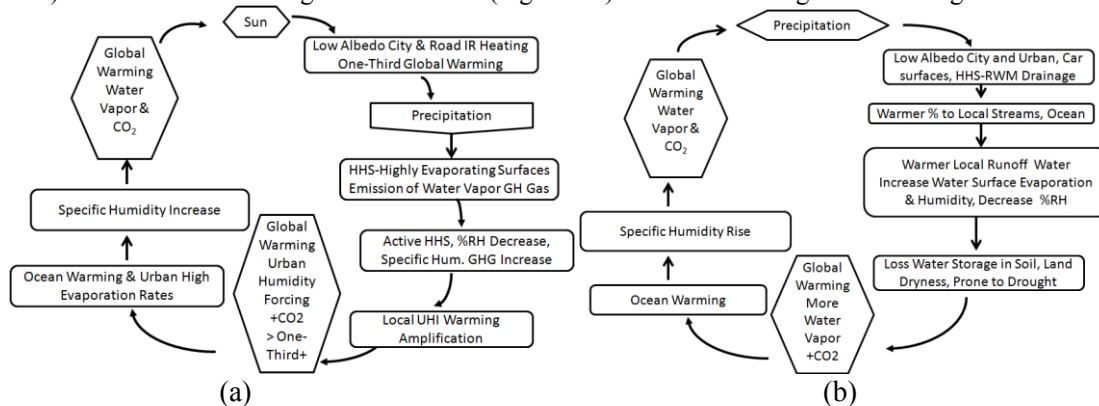 Sun
Low Albedo City & Road IR Heating
One-Third Global Warming
Precipitation
HHS-Highly Evaporating Surfaces
Emission of Water Vapor GH Gas
Active HHS, %RH Decrease,
Specific Hum. GHG Increase
Local UHI Warming
Amplification
Global
Warming
Urban
Humidity
Forcing
+CO2
> One-
Third+
Ocean Warming & Urban High
Evaporation Rates
Specific Humidity Increase
Global
Warming
Water
Vapor &
CO2
(a)
Precipitation
Low Albedo City and Urban, Car
surfaces, HHS-RWM Drainage
Warmer % to Local Streams, Ocean
Warmer Local Runoff Water
Increase Water Surface Evaporation
& Humidity, Decrease %RH
Loss Water Storage in Soil, Land
Dryness, Prone to Drought
Global
Warming
More
Water
Vapor
+CO2
Ocean Warming
Specific Humidity Rise
Global
Warming
Water
Vapor &
CO2
(b)